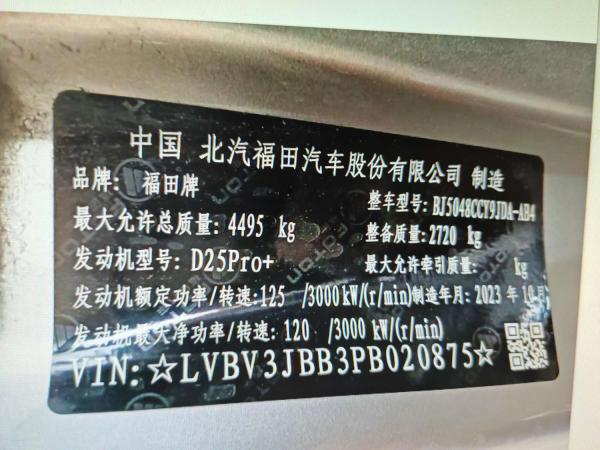 中国 北汽福田汽车股份有限公司 制造
品牌: 福田牌 整车型号: BJ5048CCY9JDA-AB4
最大允许总质量: 4495 kg 整备质量: 2720 kg
发动机型号: D25Pro+ 最大允许牵引质量: kg
发动机额定功率/转速: 125 /3000 kW/(r/min) 制造年月: 2023 年 10 月
发动机最大净功率/转速: 120 /3000 kW/(r/min)
VIN: ☆LVBV3JBB3PB020875☆
FOTON